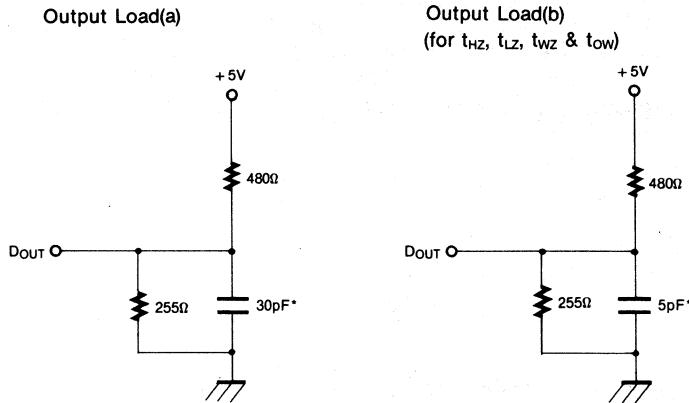 Output Load(a)
+5V
480Ω
DOUT
255Ω
30pF*
Output Load(b)
(for tHZ, tLZ, tWZ & tOW)
+5V
480Ω
DOUT
255Ω
5pF*